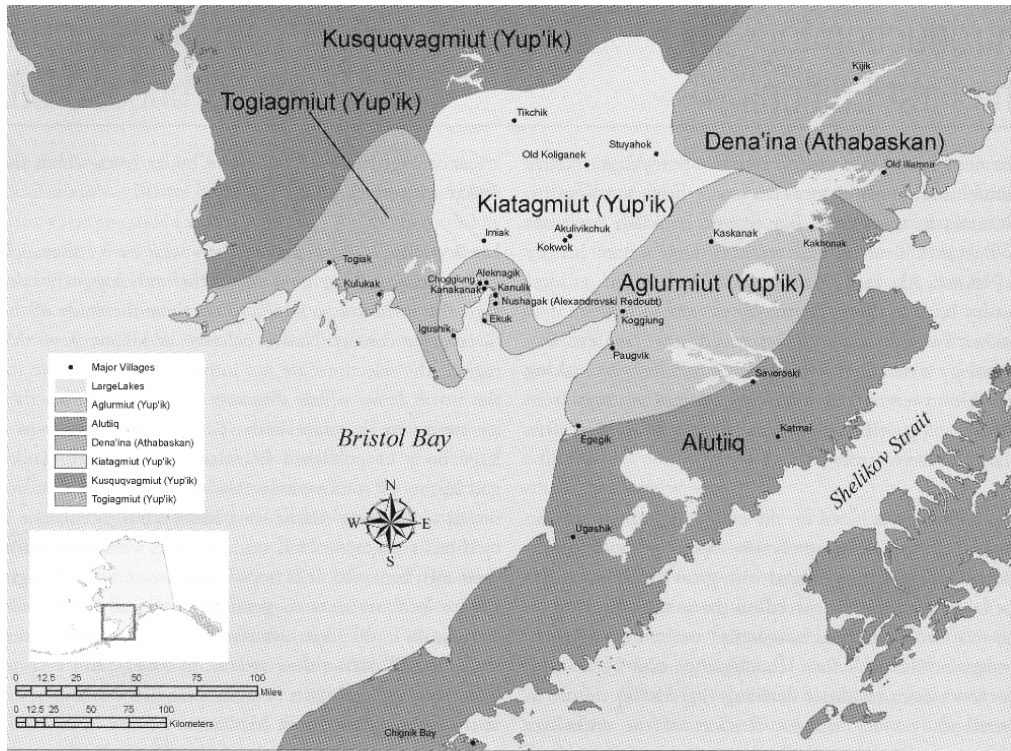 Kusquqvagmiut (Yup'ik)
Kijik
Togiagmiut (Yup'ik)
Tikchik
Dena'ina (Athabaskan)
Stuyahok
Old Koliganek
Old Iliamna
Kiatagmiut (Yup'ik)
Kakhonak
Akulivikchuk
Imiak
Kokwok
Kaskanak
Togiak
Aglurmiut (Yup'ik)
Aleknagik
Choggiung
Kanakanak
Kanulik
Kulukak
Nushagak (Alexandrovski Redoubt)
Koggiung
Ekuk
Igushik
Paugvik
Savoroski
Major Villages
LargeLakes
Aglurmiut (Yup'ik)
Alutiiq
Dena'ina (Athabaskan)
Kiatagmiut (Yup'ik)
Kusquqvagmiut (Yup'ik)
Togiagmiut (Yup'ik)
Bristol Bay
Egegik
Alutiiq
Katmai
Shelikov Strait
N
W E
S
Ugashik
0 12.5 25 50 75 100
Miles
0 12.5 25 50 75 100
Kilometers
Chignik Bay